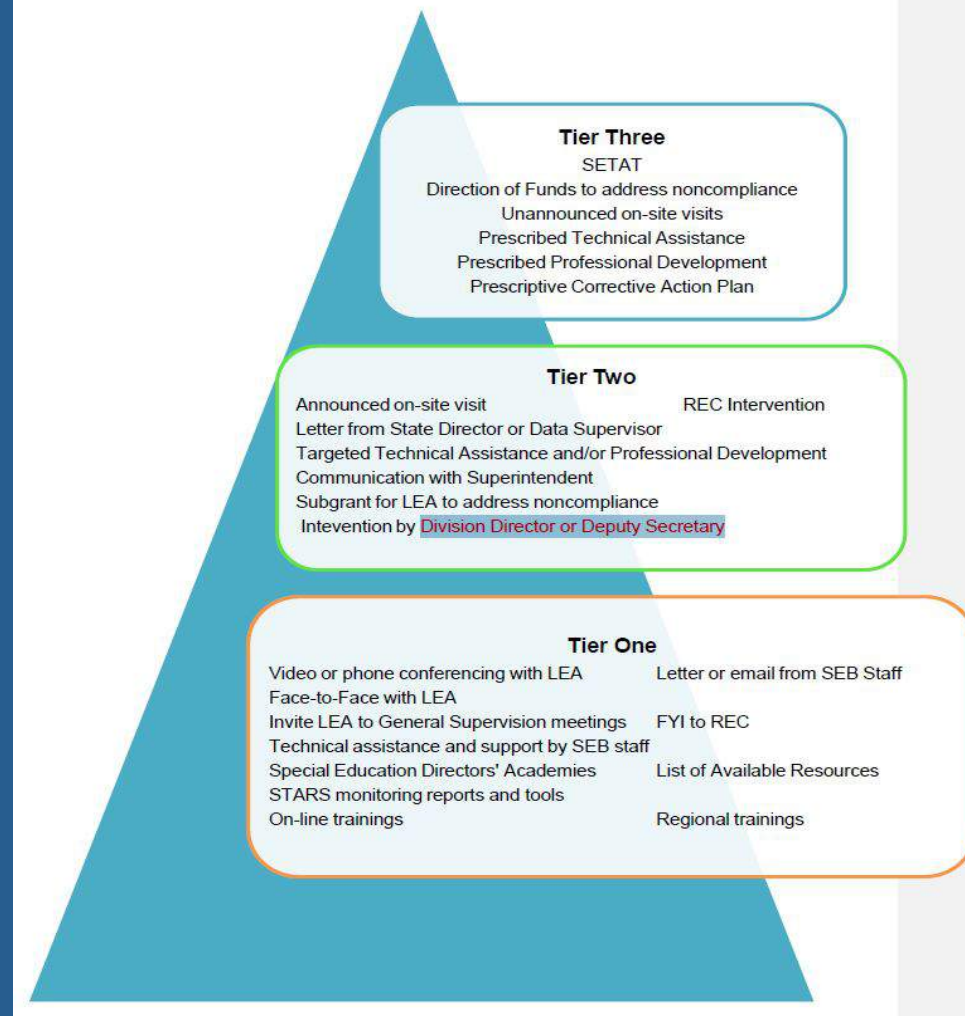 Tier Three
SETAT
Direction of Funds to address noncompliance
Unannounced on-site visits
Prescribed Technical Assistance
Prescribed Professional Development
Prescriptive Corrective Action Plan
Tier Two
Announced on-site visit REC Intervention
Letter from State Director or Data Supervisor
Targeted Technical Assistance and/or Professional Development
Communication with Superintendent
Subgrant for LEA to address noncompliance
Intevention by Division Director or Deputy Secretary
Tier One
Video or phone conferencing with LEA Letter or email from SEB Staff
Face-to-Face with LEA
Invite LEA to General Supervision meetings FYI to REC
Technical assistance and support by SEB staff
Special Education Directors' Academies List of Available Resources
STARS monitoring reports and tools
On-line trainings Regional trainings